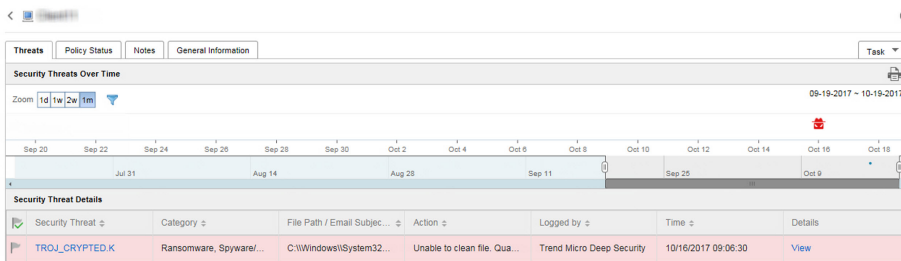 Threats Policy Status Notes General Information Task
Security Threats Over Time
Zoom 1d 1w 2w 1m 09-19-2017 ~ 10-19-2017
Sep 20 Sep 22 Sep 24 Sep 26 Sep 28 Sep 30 Oct 2 Oct 4 Oct 6 Oct 8 Oct 10 Oct 12 Oct 14 Oct 16 Oct 18
Jul 31 Aug 14 Aug 28 Sep 11 Sep 25 Oct 9
Security Threat Details
Security Threat Category File Path / Email Subjec... Action Logged by Time Details
TROJ_CRYPTED.K Ransomware, Spyware/... C:\\Windows\\System32... Unable to clean file. Qua... Trend Micro Deep Security 10/16/2017 09:06:30 View